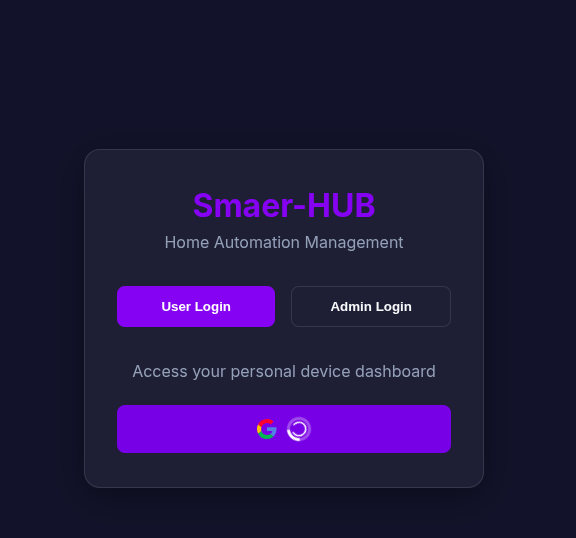 Smaer-HUB
Home Automation Management
User Login
Admin Login
Access your personal device dashboard